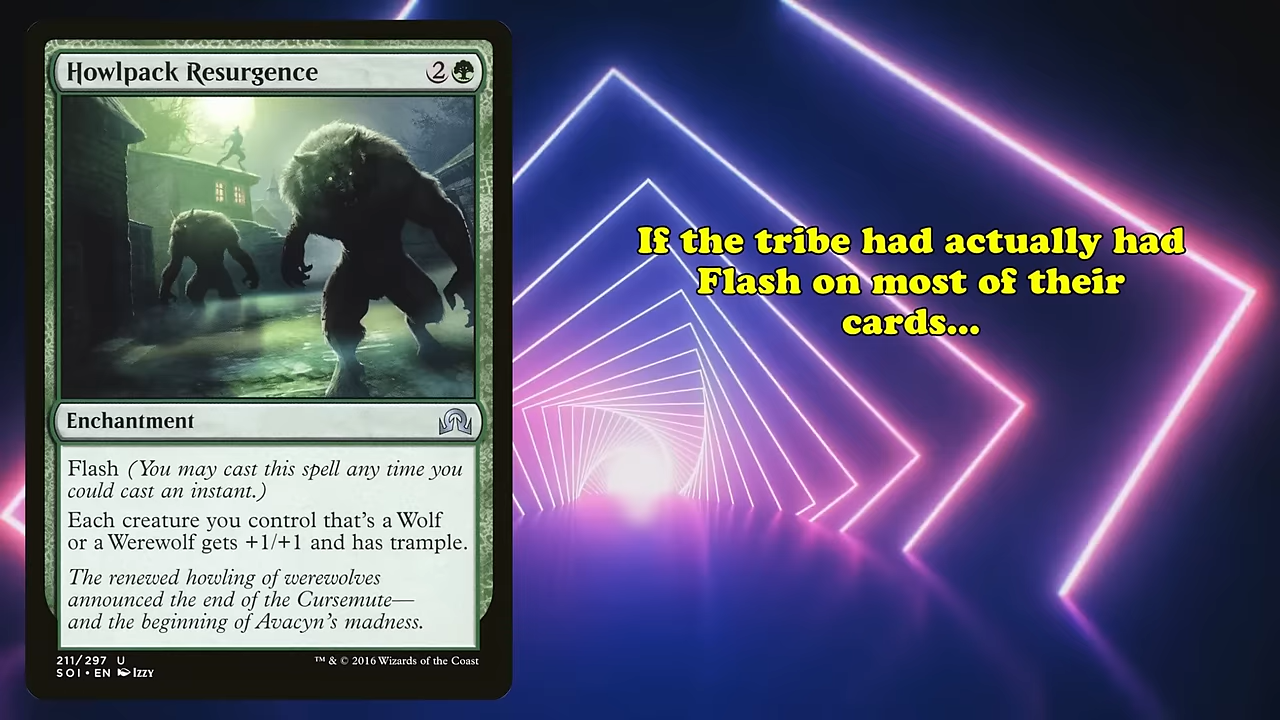 Howlpack Resurgence 2
Enchantment
Flash (You may cast this spell any time you
could cast an instant.)
Each creature you control that's a Wolf
or a Werewolf gets +1/+1 and has trample.
The renewed howling of werewolves
announced the end of the Cursemute—
and the beginning of Avacyn's madness.
211/297 U
SOI • EN Izzy
™ & © 2016 Wizards of the Coast
If the tribe had actually had
Flash on most of their
cards...